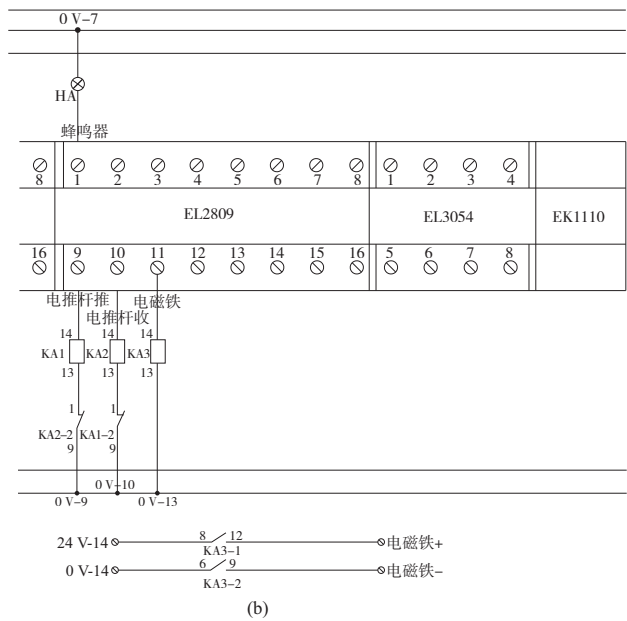 0 V-7
HA
蜂鸣器
8 1 2 3 4 5 6 7 8 1 2 3 4
EL2809 EL3054 EK1110
16 9 10 11 12 13 14 15 16 5 6 7 8
电推杆推 电磁铁
电推杆收
14 14 14
KA1 KA2 KA3
13 13 13
1 1
KA2-2 KA1-2
9 9
0 V-10
0 V-9 0 V-13
24 V-14 8 12 电磁铁+
KA3-1
0 V-14 6 9 电磁铁-
KA3-2
(b)